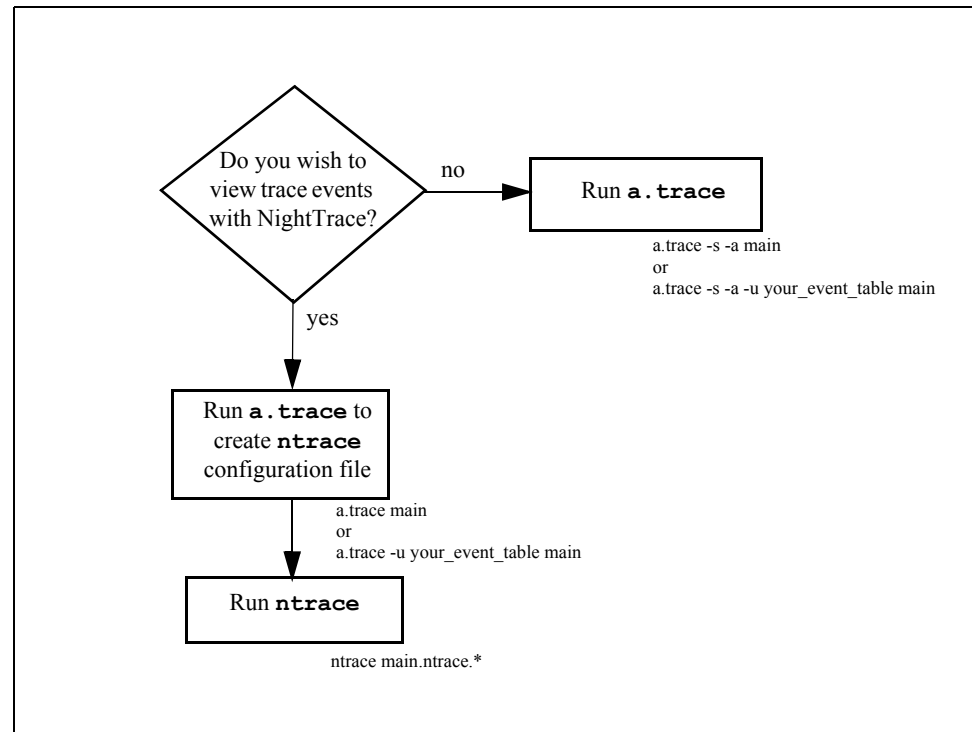 Do you wish to
view trace events
with NightTrace?
no
Run a.trace
a.trace -s -a main
or
a.trace -s -a -u your_event_table main
yes
Run a.trace to
create ntrace
configuration file
a.trace main
or
a.trace -u your_event_table main
Run ntrace
ntrace main.ntrace.*